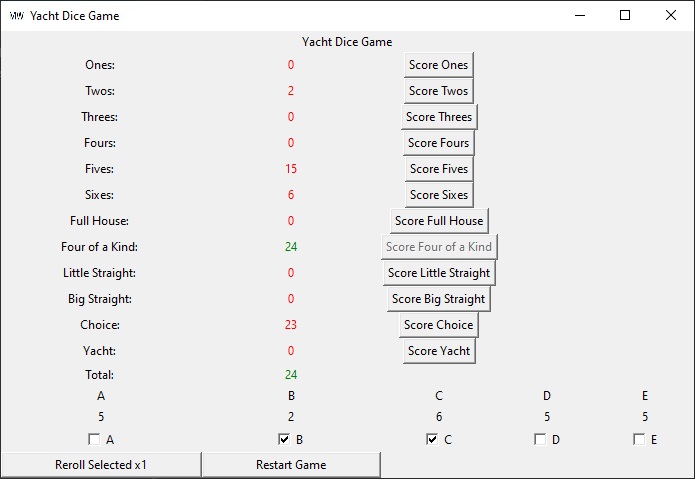 MW Yacht Dice Game
Yacht Dice Game
Ones: 0 Score Ones
Twos: 2 Score Twos
Threes: 0 Score Threes
Fours: 0 Score Fours
Fives: 15 Score Fives
Sixes: 6 Score Sixes
Full House: 0 Score Full House
Four of a Kind: 24 Score Four of a Kind
Little Straight: 0 Score Little Straight
Big Straight: 0 Score Big Straight
Choice: 23 Score Choice
Yacht: 0 Score Yacht
Total: 24
A B C D E
5 2 6 5 5
A B C D E
Reroll Selected x1 Restart Game